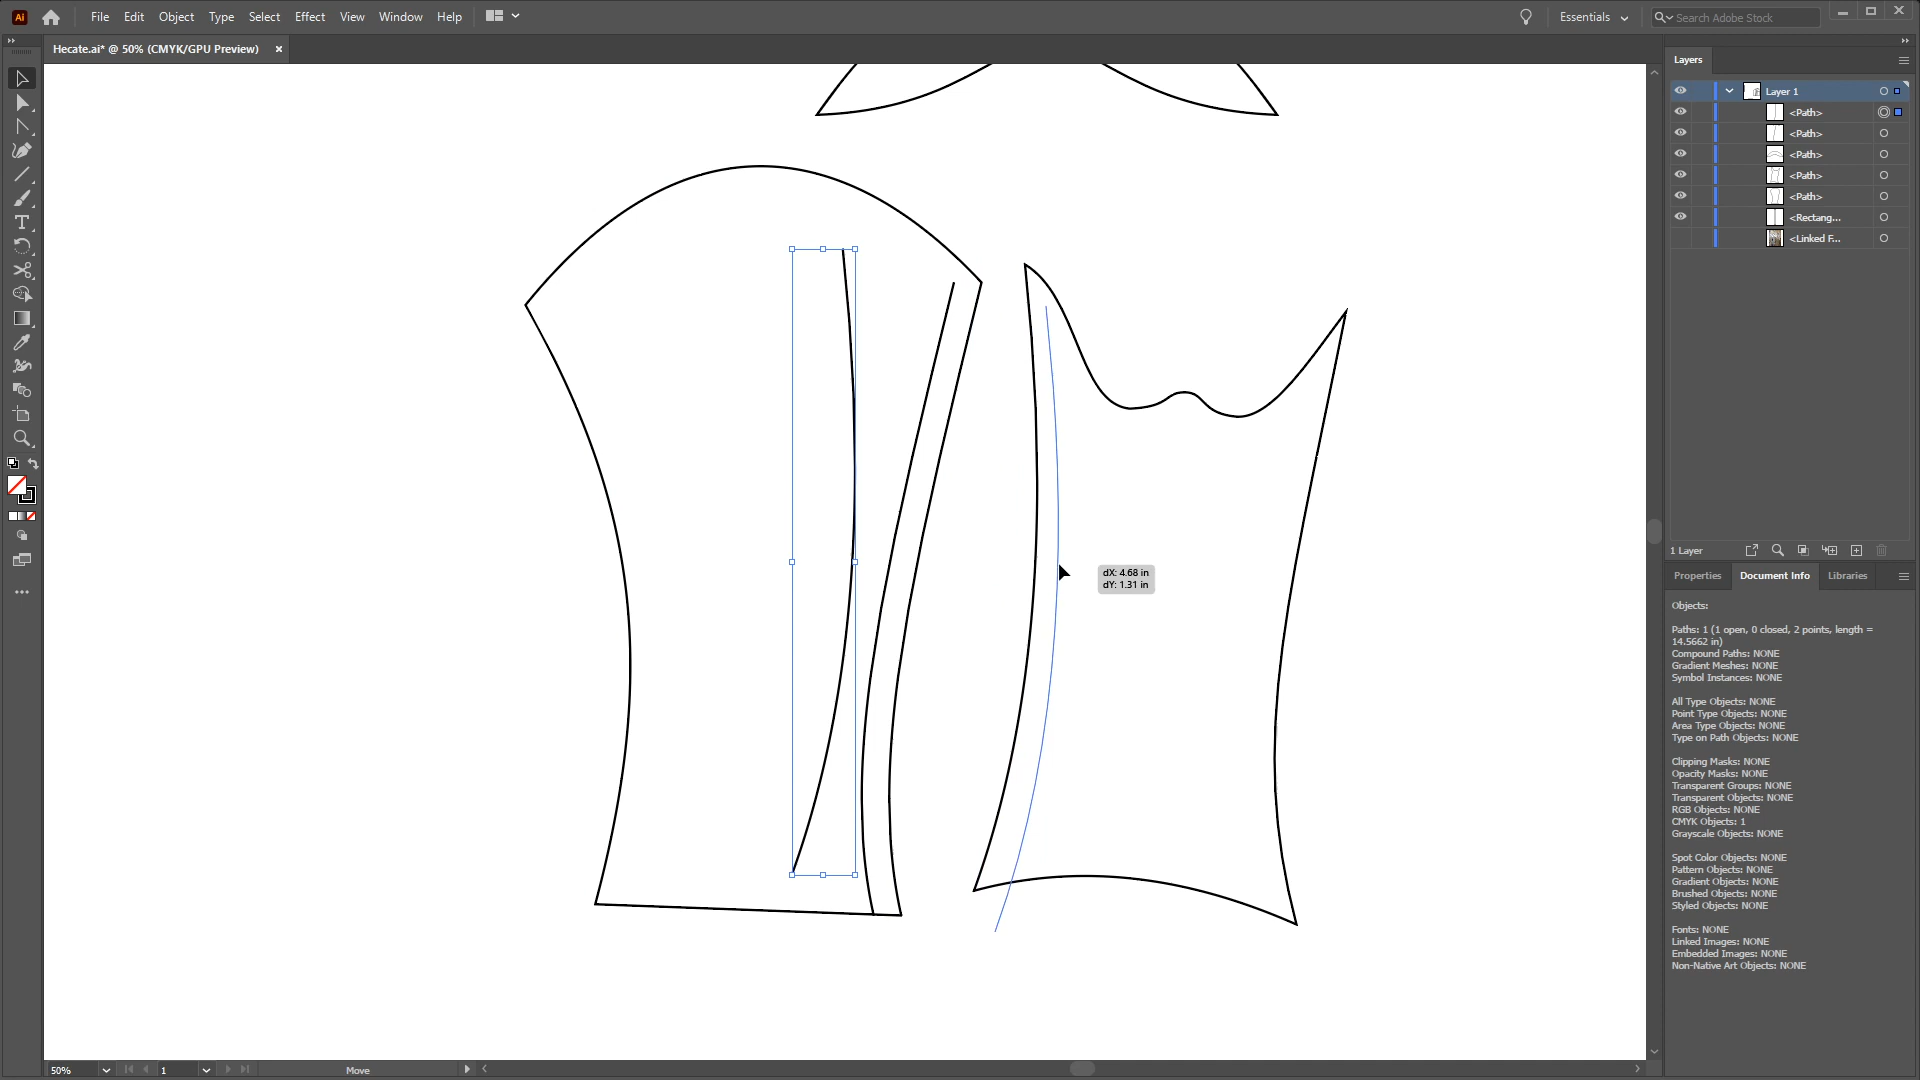 Ai File Edit Object Type Select Effect View Window Help Essentials Search Adobe Stock
Hecate.ai* @ 50% (CMYK/GPU Preview) ×
Layers
Layer 1
<Path>
<Path>
<Path>
<Path>
<Path>
<Rectang...
<Linked F...
1 Layer
Properties Document Info Libraries
Objects:
Paths: 1 (1 open, 0 closed, 2 points, length =
14.5662 in)
Compound Paths: NONE
Gradient Meshes: NONE
Symbol Instances: NONE
All Type Objects: NONE
Point Type Objects: NONE
Area Type Objects: NONE
Type on Path Objects: NONE
Clipping Masks: NONE
Opacity Masks: NONE
Transparent Groups: NONE
Transparent Objects: NONE
RGB Objects: NONE
CMYK Objects: 1
Grayscale Objects: NONE
Spot Color Objects: NONE
Pattern Objects: NONE
Gradient Objects: NONE
Brushed Objects: NONE
Styled Objects: NONE
Fonts: NONE
Linked Images: NONE
Embedded Images: NONE
Non-Native Art Objects: NONE
dX: 4.68 in
dY: 1.31 in
50% 1 Move